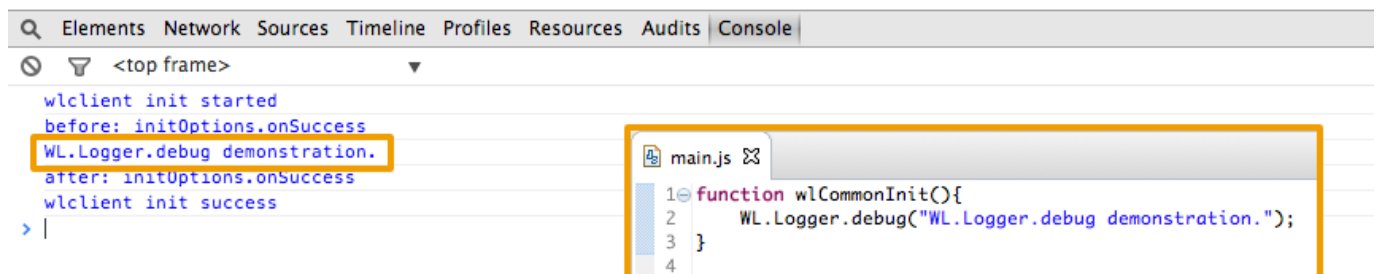 Elements Network Sources Timeline Profiles Resources Audits Console
<top frame>
wlclient init started
before: initOptions.onSuccess
WL.Logger.debug demonstration.
after: initOptions.onSuccess
wlclient init success
>
main.js
1 function wlCommonInit(){
2 WL.Logger.debug("WL.Logger.debug demonstration.");
3 }
4